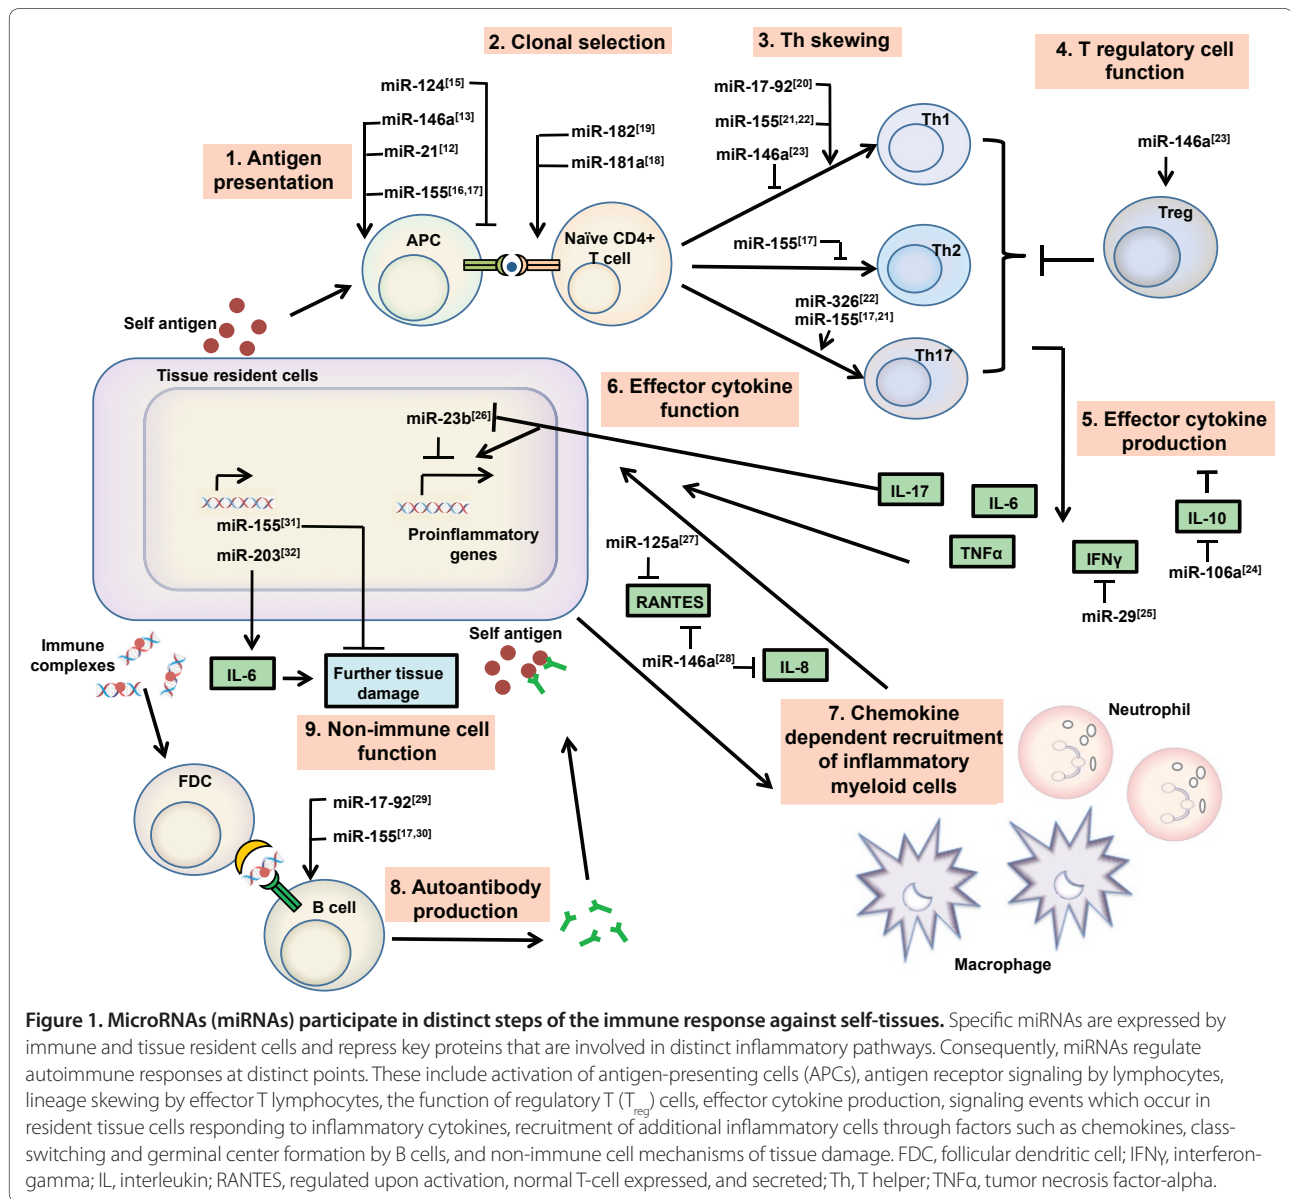 2. Clonal selection
3. Th skewing
4. T regulatory cell
function
miR-124[15]
miR-146a[13]
miR-21[12]
miR-155[16,17]
1. Antigen
presentation
miR-182[19]
miR-181a[18]
miR-17-92[20]
miR-155[21,22]
miR-146a[23]
Th1
miR-146a[23]
Treg
APC
Naïve CD4+
T cell
miR-155[17]
Th2
miR-326[22]
miR-155[17,21]
Th17
Self antigen
Tissue resident cells
6. Effector cytokine
function
5. Effector cytokine
production
miR-23b[26]
Proinflammatory
genes
miR-155[31]
miR-203[32]
IL-17
IL-6
TNFα
IFNγ
IL-10
miR-106a[24]
miR-29[25]
miR-125a[27]
RANTES
miR-146a[28]
IL-8
Immune
complexes
IL-6
Further tissue
damage
Self antigen
9. Non-immune cell
function
7. Chemokine
dependent recruitment
of inflammatory
myeloid cells
Neutrophil
Macrophage
FDC
miR-17-92[29]
miR-155[17,30]
B cell
8. Autoantibody
production
Figure 1. MicroRNAs (miRNAs) participate in distinct steps of the immune response against self-tissues. Specific miRNAs are expressed by
immune and tissue resident cells and repress key proteins that are involved in distinct inflammatory pathways. Consequently, miRNAs regulate
autoimmune responses at distinct points. These include activation of antigen-presenting cells (APCs), antigen receptor signaling by lymphocytes,
lineage skewing by effector T lymphocytes, the function of regulatory T (Treg) cells, effector cytokine production, signaling events which occur in
resident tissue cells responding to inflammatory cytokines, recruitment of additional inflammatory cells through factors such as chemokines, class-
switching and germinal center formation by B cells, and non-immune cell mechanisms of tissue damage. FDC, follicular dendritic cell; IFNγ, interferon-
gamma; IL, interleukin; RANTES, regulated upon activation, normal T-cell expressed, and secreted; Th, T helper; TNFα, tumor necrosis factor-alpha.